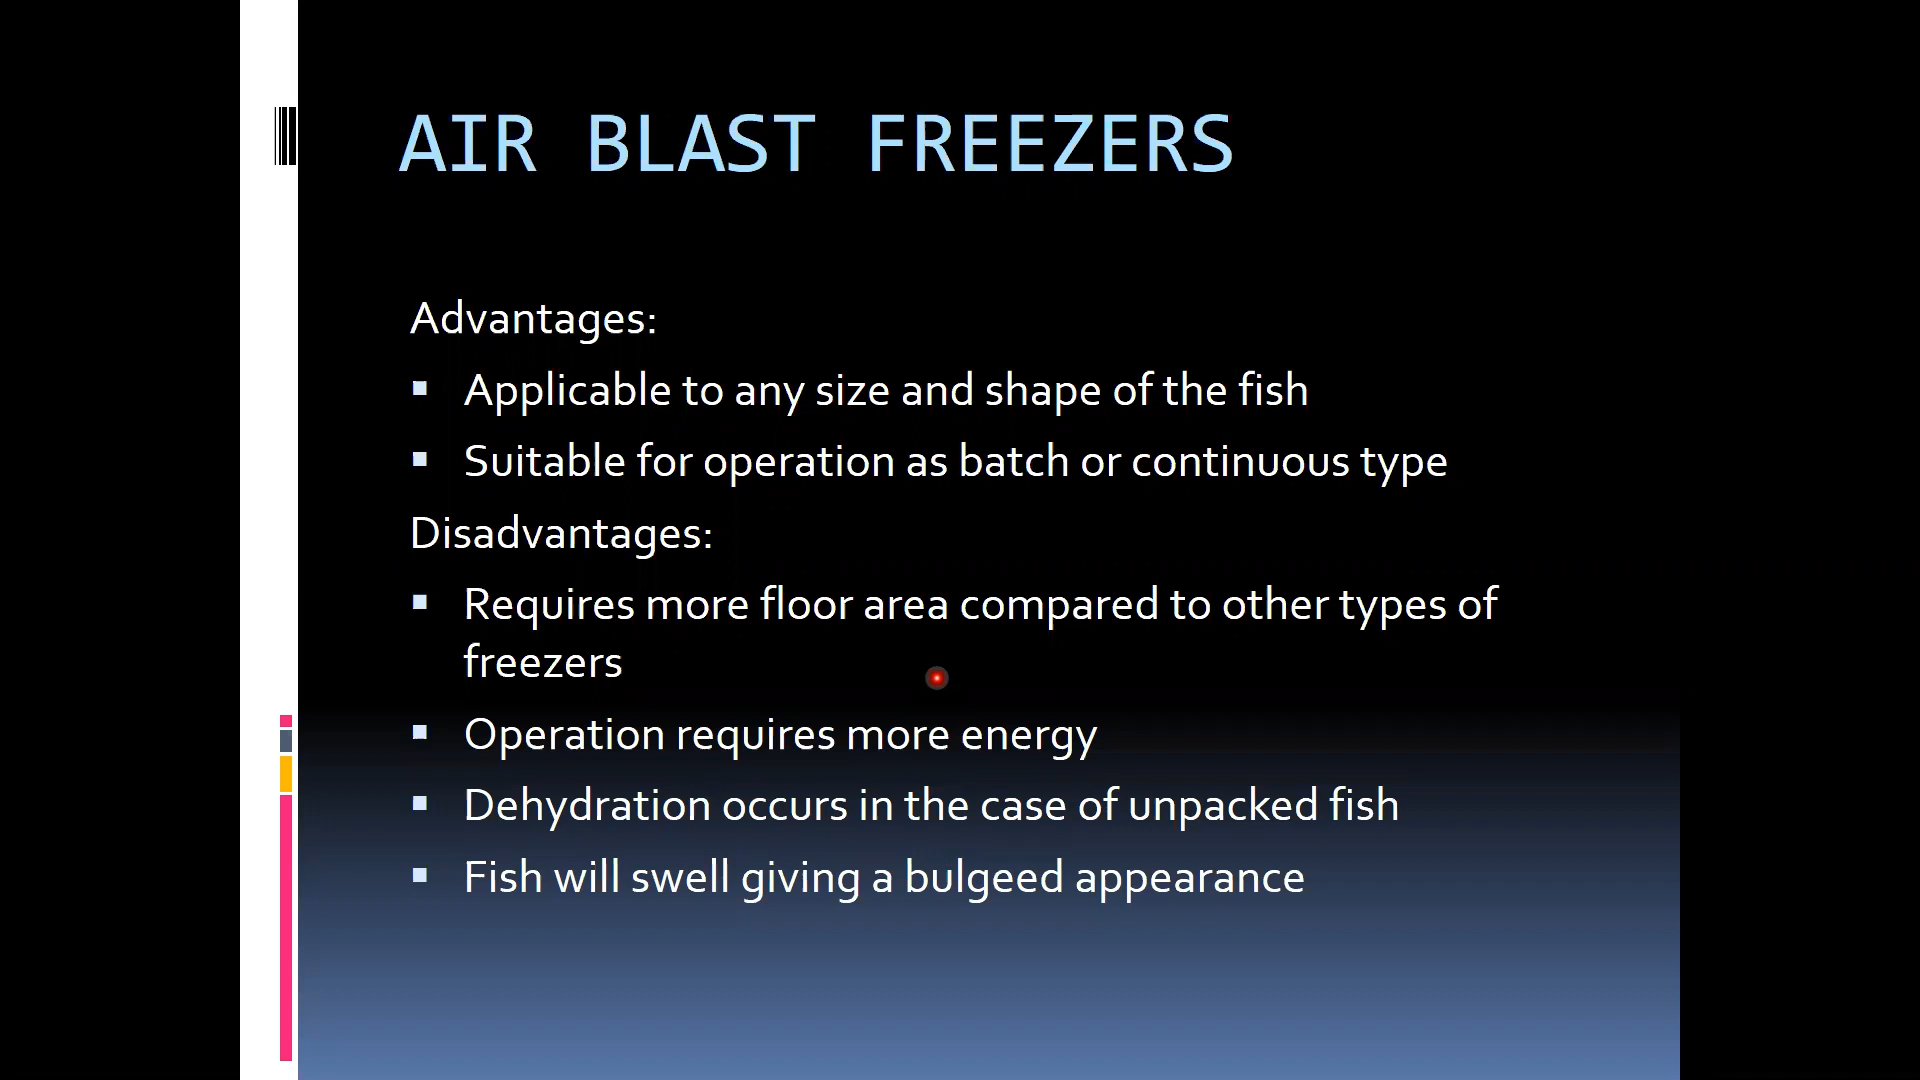 AIR BLAST FREEZERS
Advantages:
▪ Applicable to any size and shape of the fish
▪ Suitable for operation as batch or continuous type
Disadvantages:
▪ Requires more floor area compared to other types of
freezers
▪ Operation requires more energy
▪ Dehydration occurs in the case of unpacked fish
▪ Fish will swell giving a bulgeed appearance